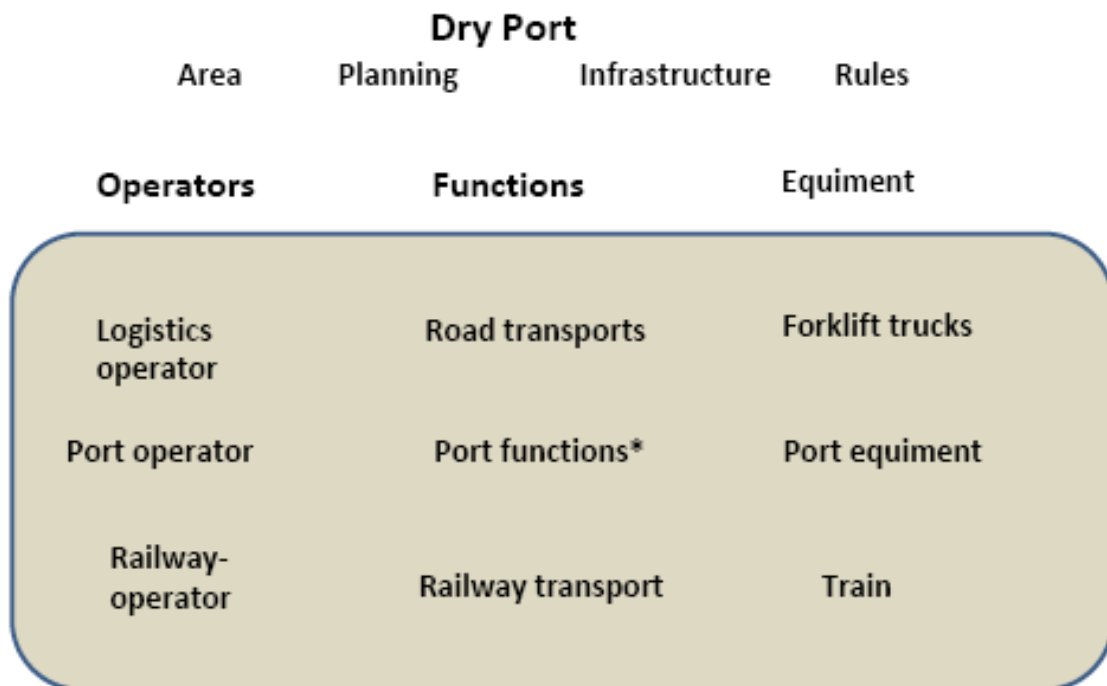 Dry Port
Area Planning Infrastructure Rules
Operators Functions Equiment
Logistics operator Road transports Forklift trucks
Port operator Port functions* Port equiment
Railway-
operator Railway transport Train